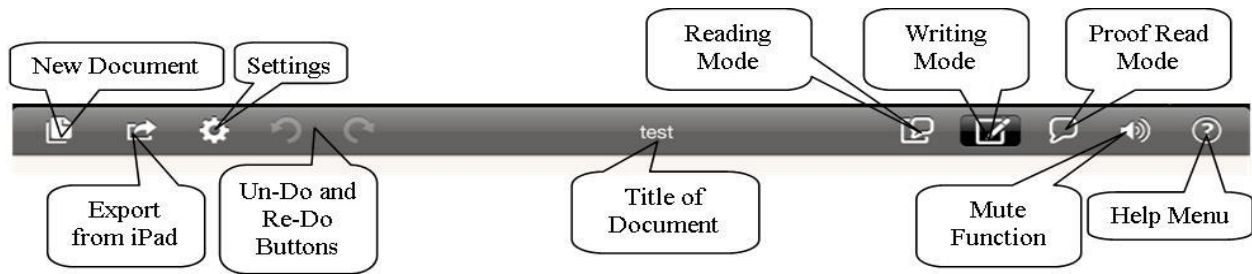 Reading
Mode
Writing
Mode
Proof Read
Mode
New Document
Settings
test
Export
from iPad
Un-Do and
Re-Do
Buttons
Title of
Document
Mute
Function
Help Menu
?